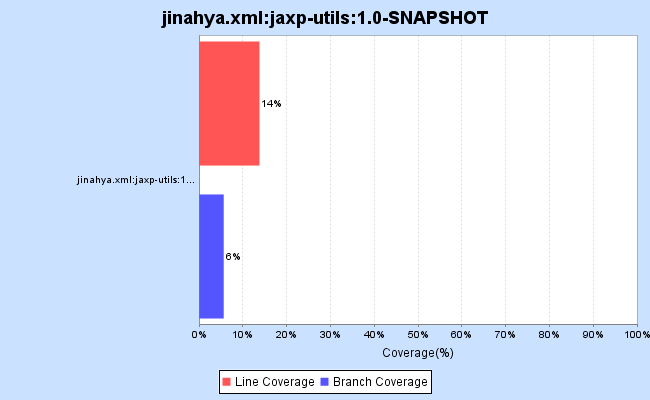 jinahya.xml:jaxp-utils:1.0-SNAPSHOT
14%
jinahya.xml:jaxp-utils:1...
6%
0% 10% 20% 30% 40% 50% 60% 70% 80% 90% 100%
Coverage(%)
Line Coverage Branch Coverage